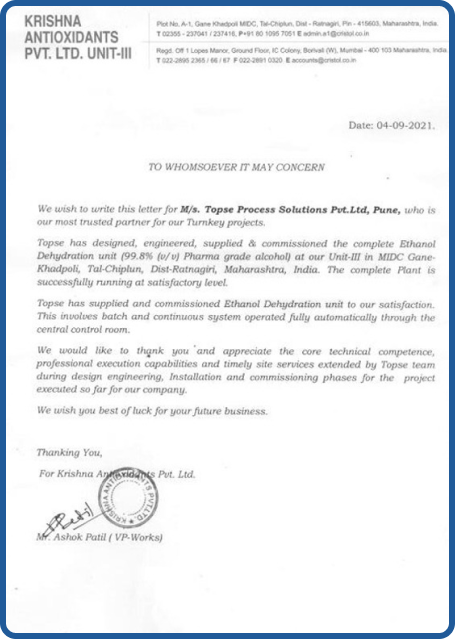 KRISHNA
ANTIOXIDANTS
PVT. LTD. UNIT-III
Plot No, A-1, Gane Khadpoli MIDC, Tal-Chiplun, Dist - Ratnagiri, Pin - 415603, Maharashtra, India.
T 02355 - 237041 / 237416, P+91 80 1095 7051 E admin.a1@cristol.co.in
Regd. Off 1 Lopes Manor, Ground Floor, IC Colony, Borivali (W), Mumbai - 400 103 Maharashtra, India.
T 022-2895 2365 / 66 / 67 F 022-2891 0320 E accounts@cristol.co.in
Date: 04-09-2021.
TO WHOMSOEVER IT MAY CONCERN
We wish to write this letter for M/s. Topse Process Solutions Pvt.Ltd, Pune, who is
our most trusted partner for our Turnkey projects.
Topse has designed, engineered, supplied & commissioned the complete Ethanol
Dehydration unit (99.8% (v/v) Pharma grade alcohol) at our Unit-III in MIDC Gane-
Khadpoli, Tal-Chiplun, Dist-Ratnagiri, Maharashtra, India. The complete Plant is
successfully running at satisfactory level.
Topse has supplied and commissioned Ethanol Dehydration unit to our satisfaction.
This involves batch and continuous system operated fully automatically through the
central control room.
We would like to thank you and appreciate the core technical competence,
professional execution capabilities and timely site services extended by Topse team
during design engineering, Installation and commissioning phases for the project
executed so far for our company.
We wish you best of luck for your future business.
Thanking You,
For Krishna Antioxidants Pvt. Ltd.
KRISHNA ANTIOXIDANTS PVT.LTD.
Mr. Ashok Patil ( VP-Works)